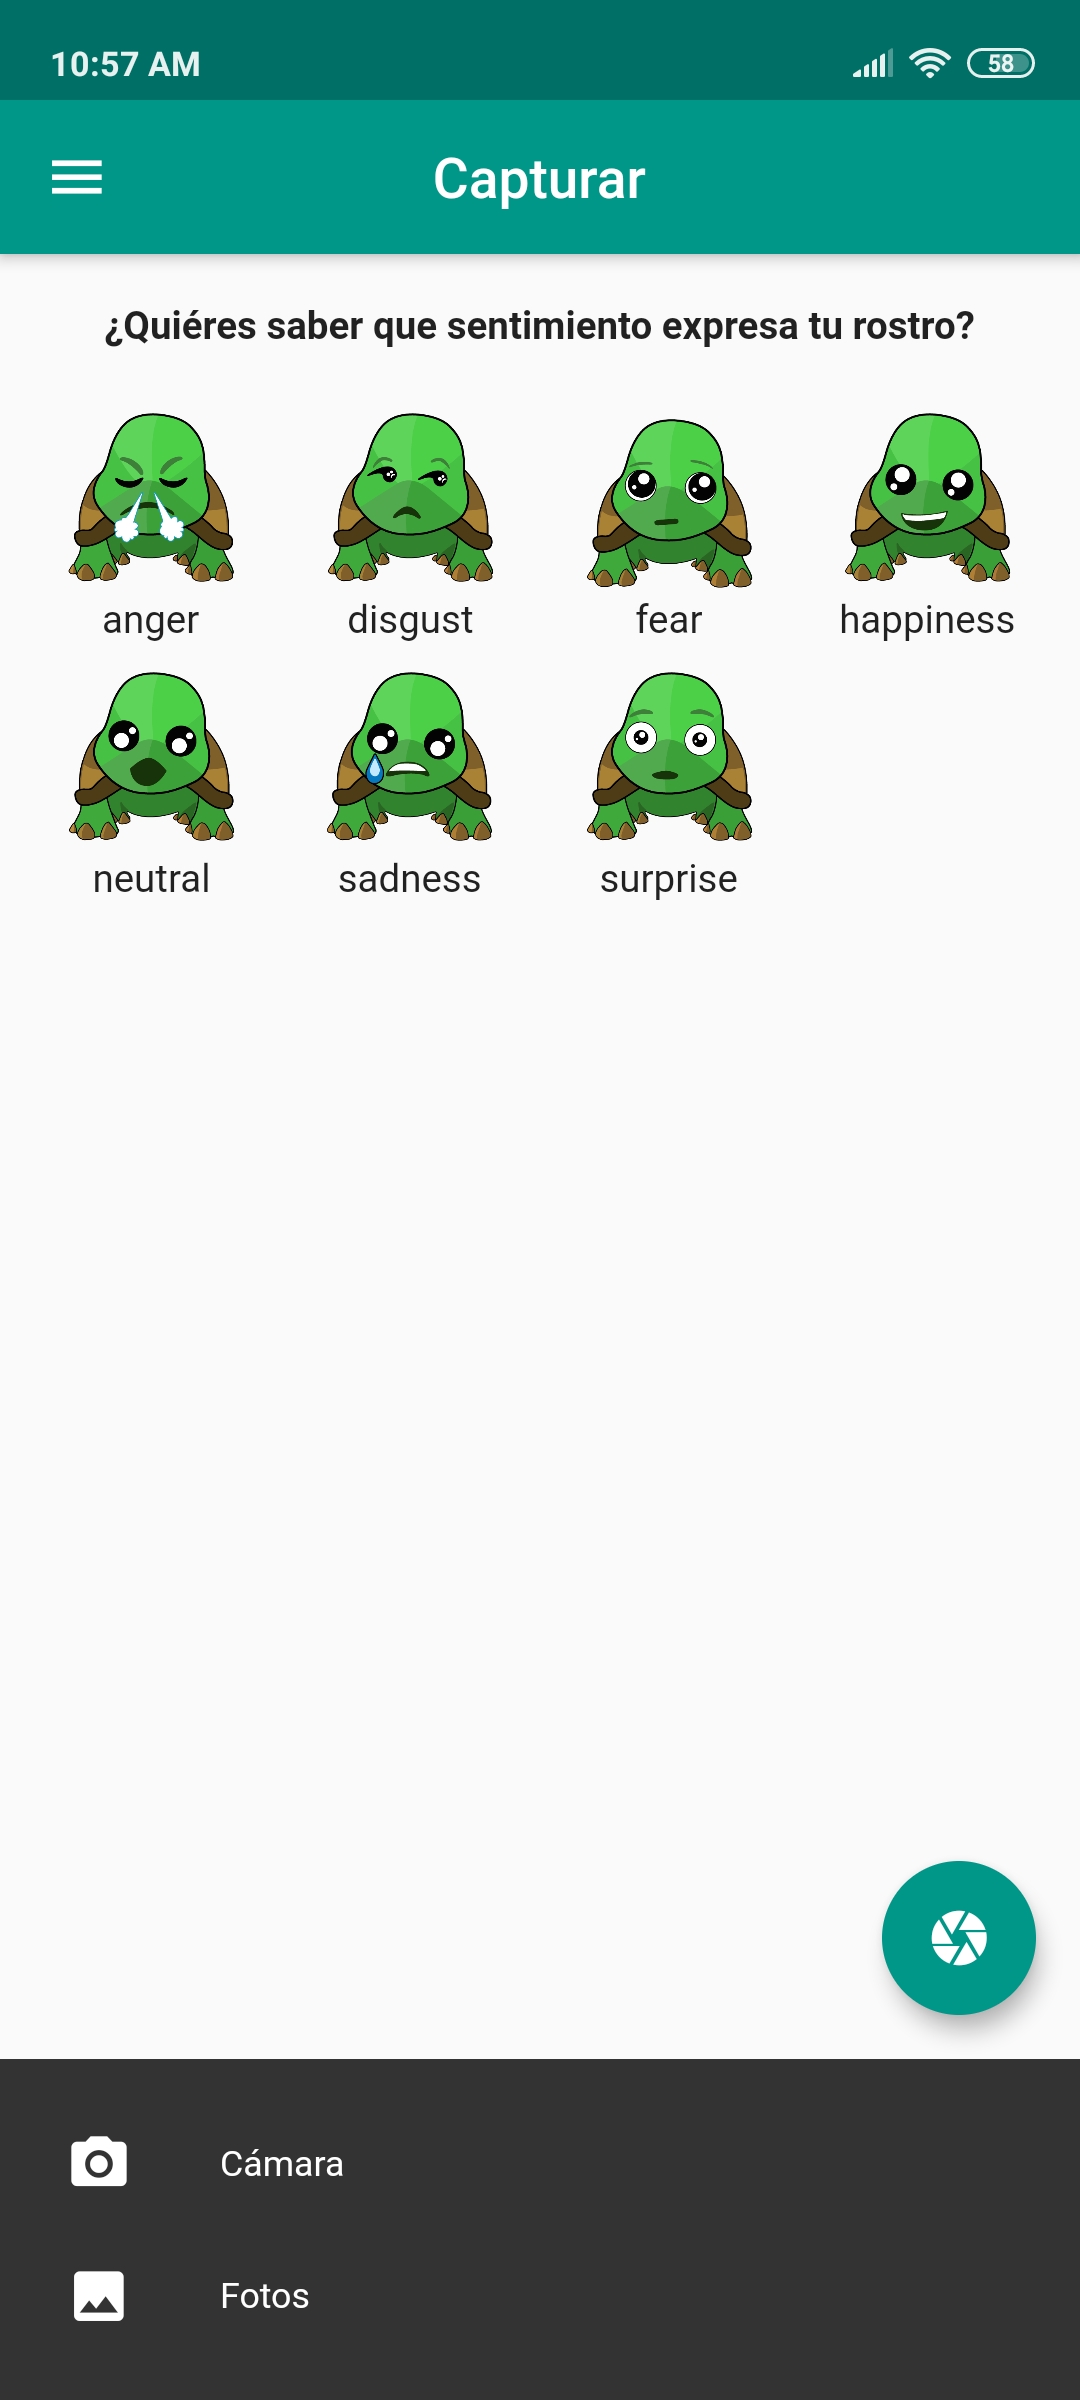 10:57 AM
58
Capturar
¿Quiéres saber que sentimiento expresa tu rostro?
anger disgust fear happiness
neutral sadness surprise
Cámara
Fotos